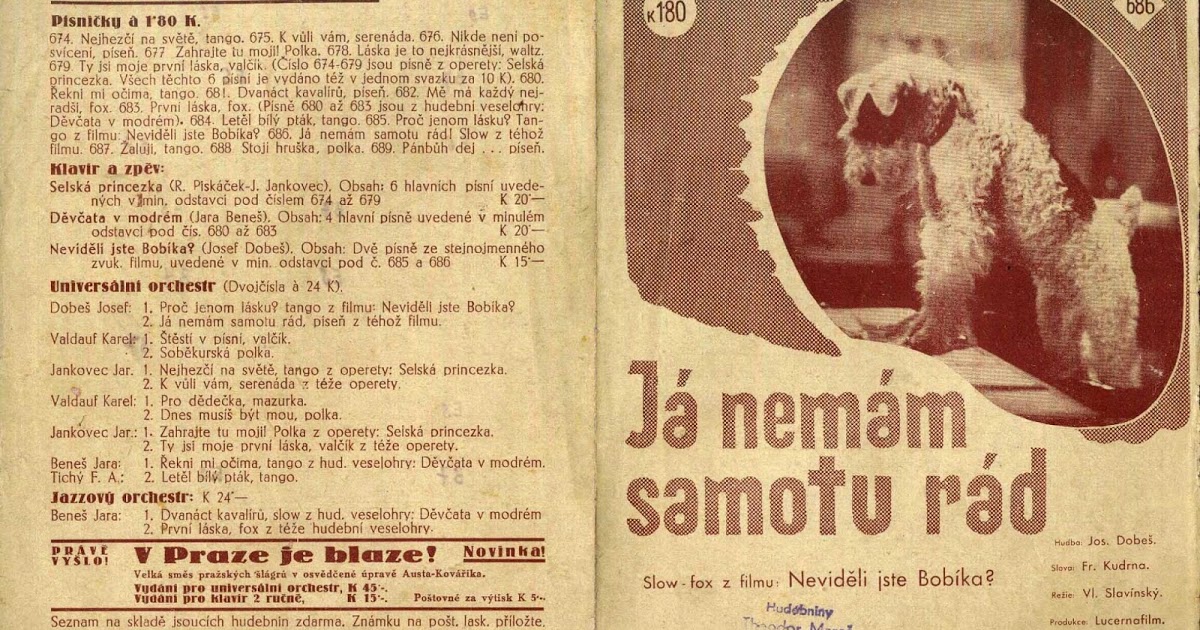 Písničky à 1'80 K.
674. Nejhezčí na světě, tango. 675. K vůli vám, serenáda. 676. Nikde není po-
svícení, píseň. 677 Zahrajte tu moji! Polka. 678. Láska je to nejkrásnější, waltz.
679. Ty jsi moje první láska, valčík. (Číslo 674-679 jsou písně z operety: Selská
princezka. Všech těchto 6 písní je vydáno též v jednom svazku za 10 K). 680.
Řekni mi očima, tango. 681. Dvanáct kavalírů, píseň. 682. Mě má každý nej-
radši, fox. 683. První láska, fox. (Písně 680 až 683 jsou z hudební veselohry:
Děvčata v modrém). 684. Letěl bílý pták, tango. 685. Proč jenom lásku? Tan-
go z filmu: Neviděli jste Bobíka? 686. Já nemám samotu rád! Slow z téhož
filmu. 687. Žaluji, tango. 688 Stojí hruška, polka. 689. Pánbůh dej . . . píseň.
Klavír a zpěv:
Selská princezka (R. Piskáček-J. Jankovec). Obsah: 6 hlavních písní uvede-
ných v min. odstavci pod číslem 674 až 679 K 20'—
Děvčata v modrém (Jara Beneš). Obsah: 4 hlavní písně uvedené v minulém
odstavci pod čís. 680 až 683 K 20'—
Neviděli jste Bobíka? (Josef Dobeš). Obsah: Dvě písně ze stejnojmenného
zvuk. filmu, uvedené v min. odstavci pod č. 685 a 686 K 15'—
Universální orchestr (Dvojčísla à 24 K).
Dobeš Josef: 1. Proč jenom lásku? tango z filmu: Neviděli jste Bobíka?
2. Já nemám samotu rád, píseň z téhož filmu.
Valdauf Karel: 1. Štěstí v písni, valčík.
2. Soběkurská polka.
Jankovec Jar. 1. Nejhezčí na světě, tango z operety: Selská princezka.
2. K vůli vám, serenáda z téže operety.
Valdauf Karel: 1. Pro dědečka, mazurka.
2. Dnes musíš být mou, polka.
Jankovec Jar.: 1. Zahrajte tu moji! Polka z operety: Selská princezka.
2. Ty jsi moje první láska, valčík z téže operety.
Beneš Jara: 1. Řekni mi očima, tango z hud. veselohry: Děvčata v modrém.
Tichý F. A.: 2. Letěl bílý pták, tango.
Jazzový orchestr: K 24'—
Beneš Jara: 1. Dvanáct kavalírů, slow z hud. veselohry: Děvčata v modrém
2. První láska, fox z téže hudební veselohry.
PRÁVĚ VYŠLO! V Praze je blaze! Novinka!
Velká směs pražských šlágrů v osvědčené úpravě Austa-Kovaříka.
Vydání pro universální orchestr, K 45'-.
Vydání pro klavír 2 ručně, K 15'-. Poštovné za výtisk K 5'-.
Seznam na skladě jsoucích hudebnin zdarma. Známku na pošt. lask. přiložte.
K 180
686
Já nemám
samotu rád
Slow-fox z filmu: Neviděli jste Bobíka?
Hudba: Jos. Dobeš.
Slova: Fr. Kudrna.
Režie: Vl. Slavínský.
Produkce: Lucernafilm.
Hudebniny
Theodor